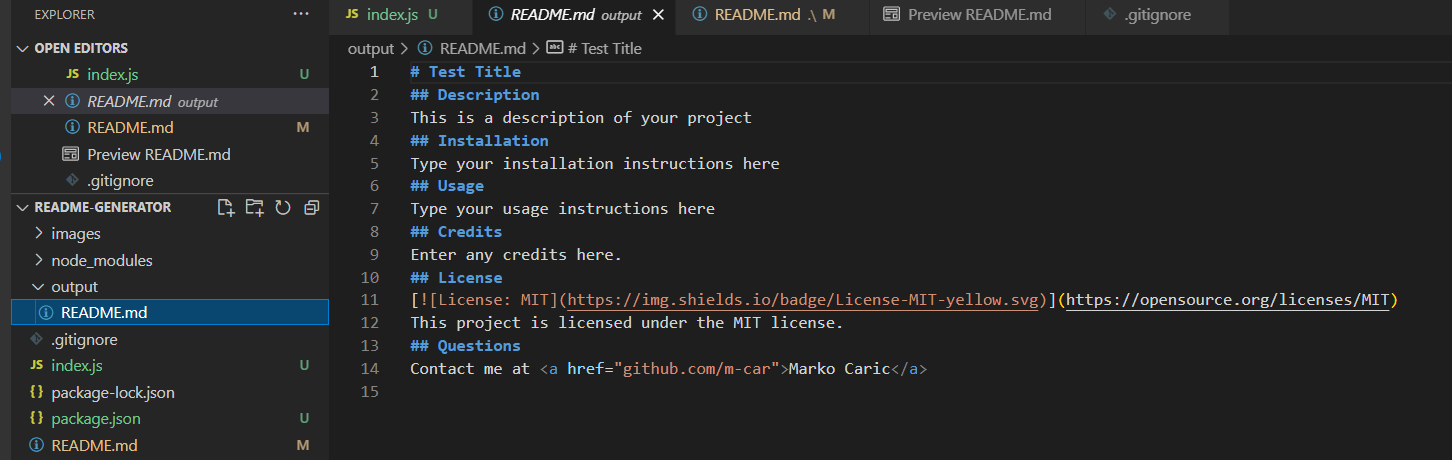 EXPLORER ...
OPEN EDITORS
JS index.js U
README.md output
README.md M
Preview README.md
.gitignore
README-GENERATOR
images
node_modules
output
README.md
.gitignore
JS index.js U
{} package-lock.json
{} package.json U
README.md M
JS index.js U README.md output README.md .\ M Preview README.md .gitignore
output > README.md > abc # Test Title
1 # Test Title
2 ## Description
3 This is a description of your project
4 ## Installation
5 Type your installation instructions here
6 ## Usage
7 Type your usage instructions here
8 ## Credits
9 Enter any credits here.
10 ## License
11 [![License: MIT](https://img.shields.io/badge/License-MIT-yellow.svg)](https://opensource.org/licenses/MIT)
12 This project is licensed under the MIT license.
13 ## Questions
14 Contact me at <a href="github.com/m-car">Marko Caric</a>
15